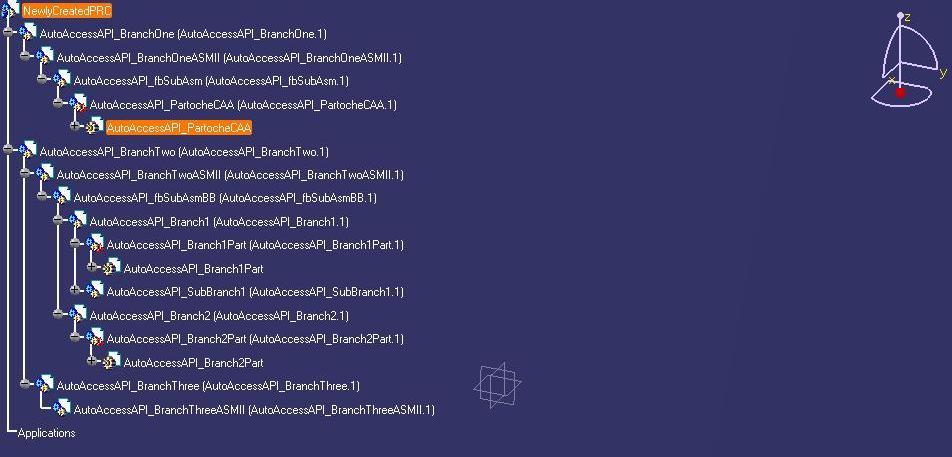 NewlyCreatedPRC
AutoAccessAPI_BranchOne (AutoAccessAPI_BranchOne.1)
AutoAccessAPI_BranchOneASMII (AutoAccessAPI_BranchOneASMII.1)
AutoAccessAPI_fbSubAsm (AutoAccessAPI_fbSubAsm.1)
AutoAccessAPI_PartocheCAA (AutoAccessAPI_PartocheCAA.1)
AutoAccessAPI_PartocheCAA
AutoAccessAPI_BranchTwo (AutoAccessAPI_BranchTwo.1)
AutoAccessAPI_BranchTwoASMII (AutoAccessAPI_BranchTwoASMII.1)
AutoAccessAPI_fbSubAsmBB (AutoAccessAPI_fbSubAsmBB.1)
AutoAccessAPI_Branch1 (AutoAccessAPI_Branch1.1)
AutoAccessAPI_Branch1Part (AutoAccessAPI_Branch1Part.1)
AutoAccessAPI_Branch1Part
AutoAccessAPI_SubBranch1 (AutoAccessAPI_SubBranch1.1)
AutoAccessAPI_Branch2 (AutoAccessAPI_Branch2.1)
AutoAccessAPI_Branch2Part (AutoAccessAPI_Branch2Part.1)
AutoAccessAPI_Branch2Part
AutoAccessAPI_BranchThree (AutoAccessAPI_BranchThree.1)
AutoAccessAPI_BranchThreeASMII (AutoAccessAPI_BranchThreeASMII.1)
Applications
z
y
x